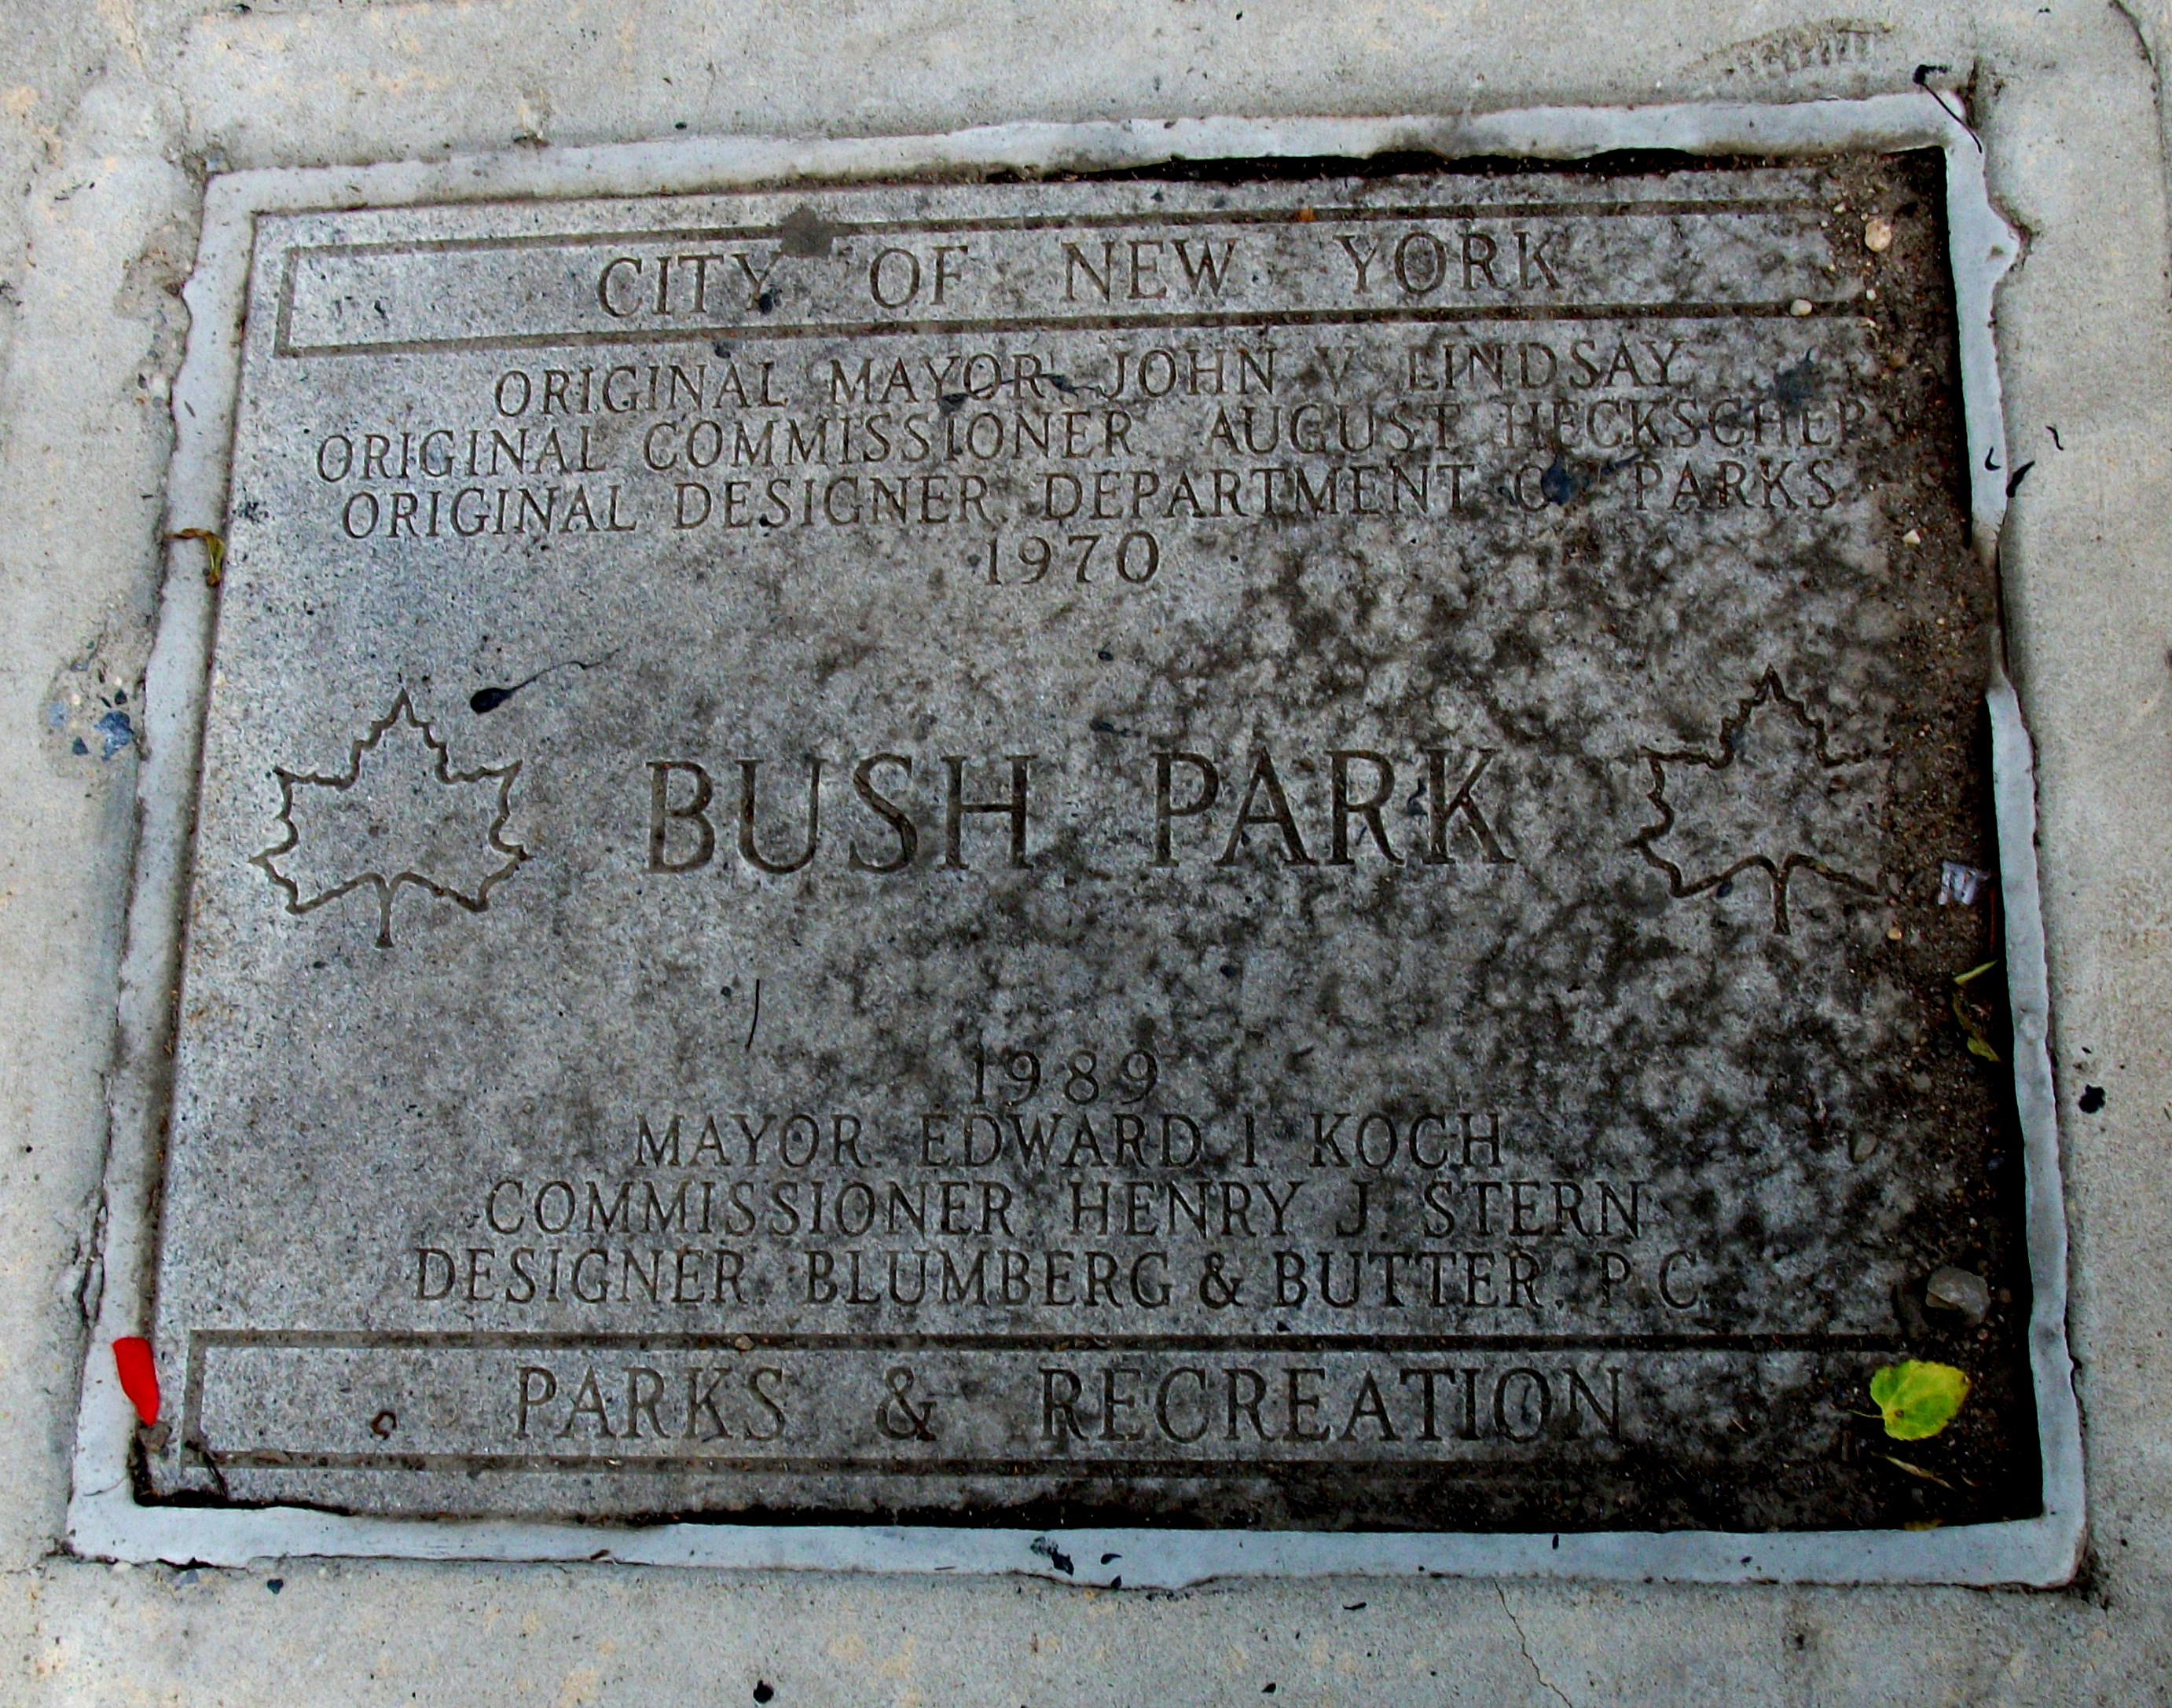 CITY OF NEW YORK
ORIGINAL MAYOR JOHN V LINDSAY
ORIGINAL COMMISSIONER AUGUST HECKSCHER
ORIGINAL DESIGNER DEPARTMENT OF PARKS
1970
BUSH PARK
1989
MAYOR. EDWARD I. KOCH
COMMISSIONER. HENRY J. STERN
DESIGNER. BLUMBERG & BUTTER, P.C.
PARKS & RECREATION